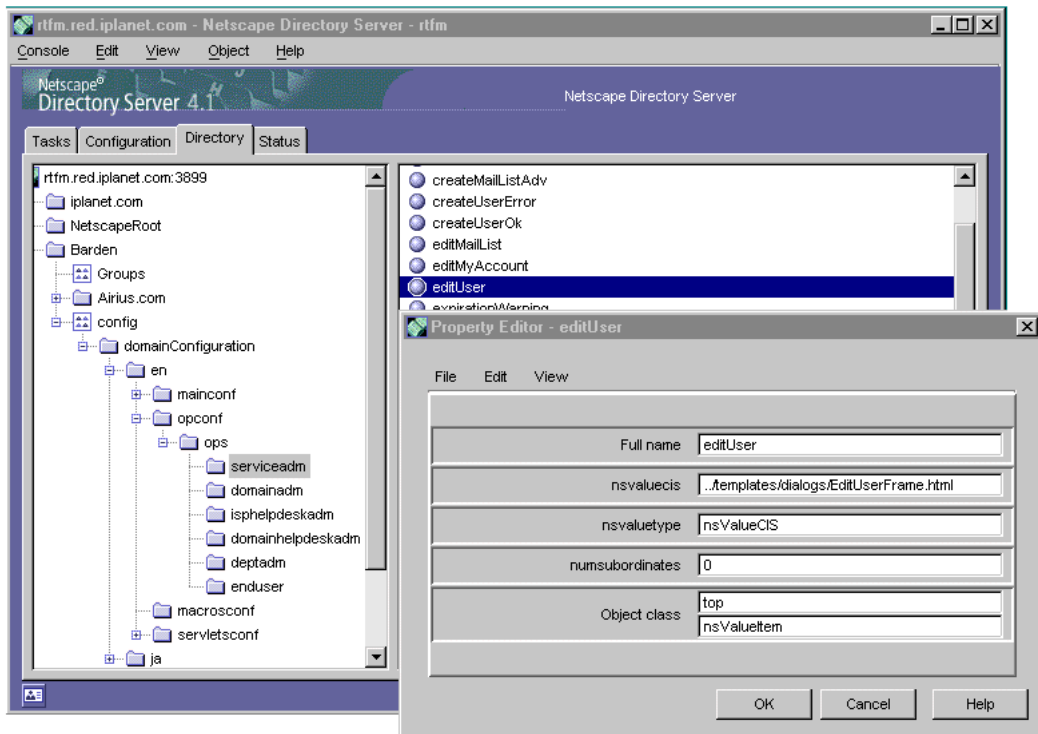 rtfm.red.iplanet.com - Netscape Directory Server - rtfm
Console Edit View Object Help
Netscape®
Directory Server 4.1
Netscape Directory Server
Tasks Configuration Directory Status
rtfm.red.iplanet.com:3899
iplanet.com
NetscapeRoot
Barden
Groups
Airius.com
config
domainConfiguration
en
mainconf
opconf
ops
serviceadm
domainadm
isphelpdeskadm
domainhelpdeskadm
deptadm
enduser
macrosconf
servletsconf
ja
createMailListAdv
createUserError
createUserOk
editMailList
editMyAccount
editUser
expirationWarning
Property Editor - editUser
File Edit View
Full name editUser
nsvaluecis ../templates/dialogs/EditUserFrame.html
nsvaluetype nsValueCIS
numsubordinates 0
Object class top
nsValueItem
OK Cancel Help